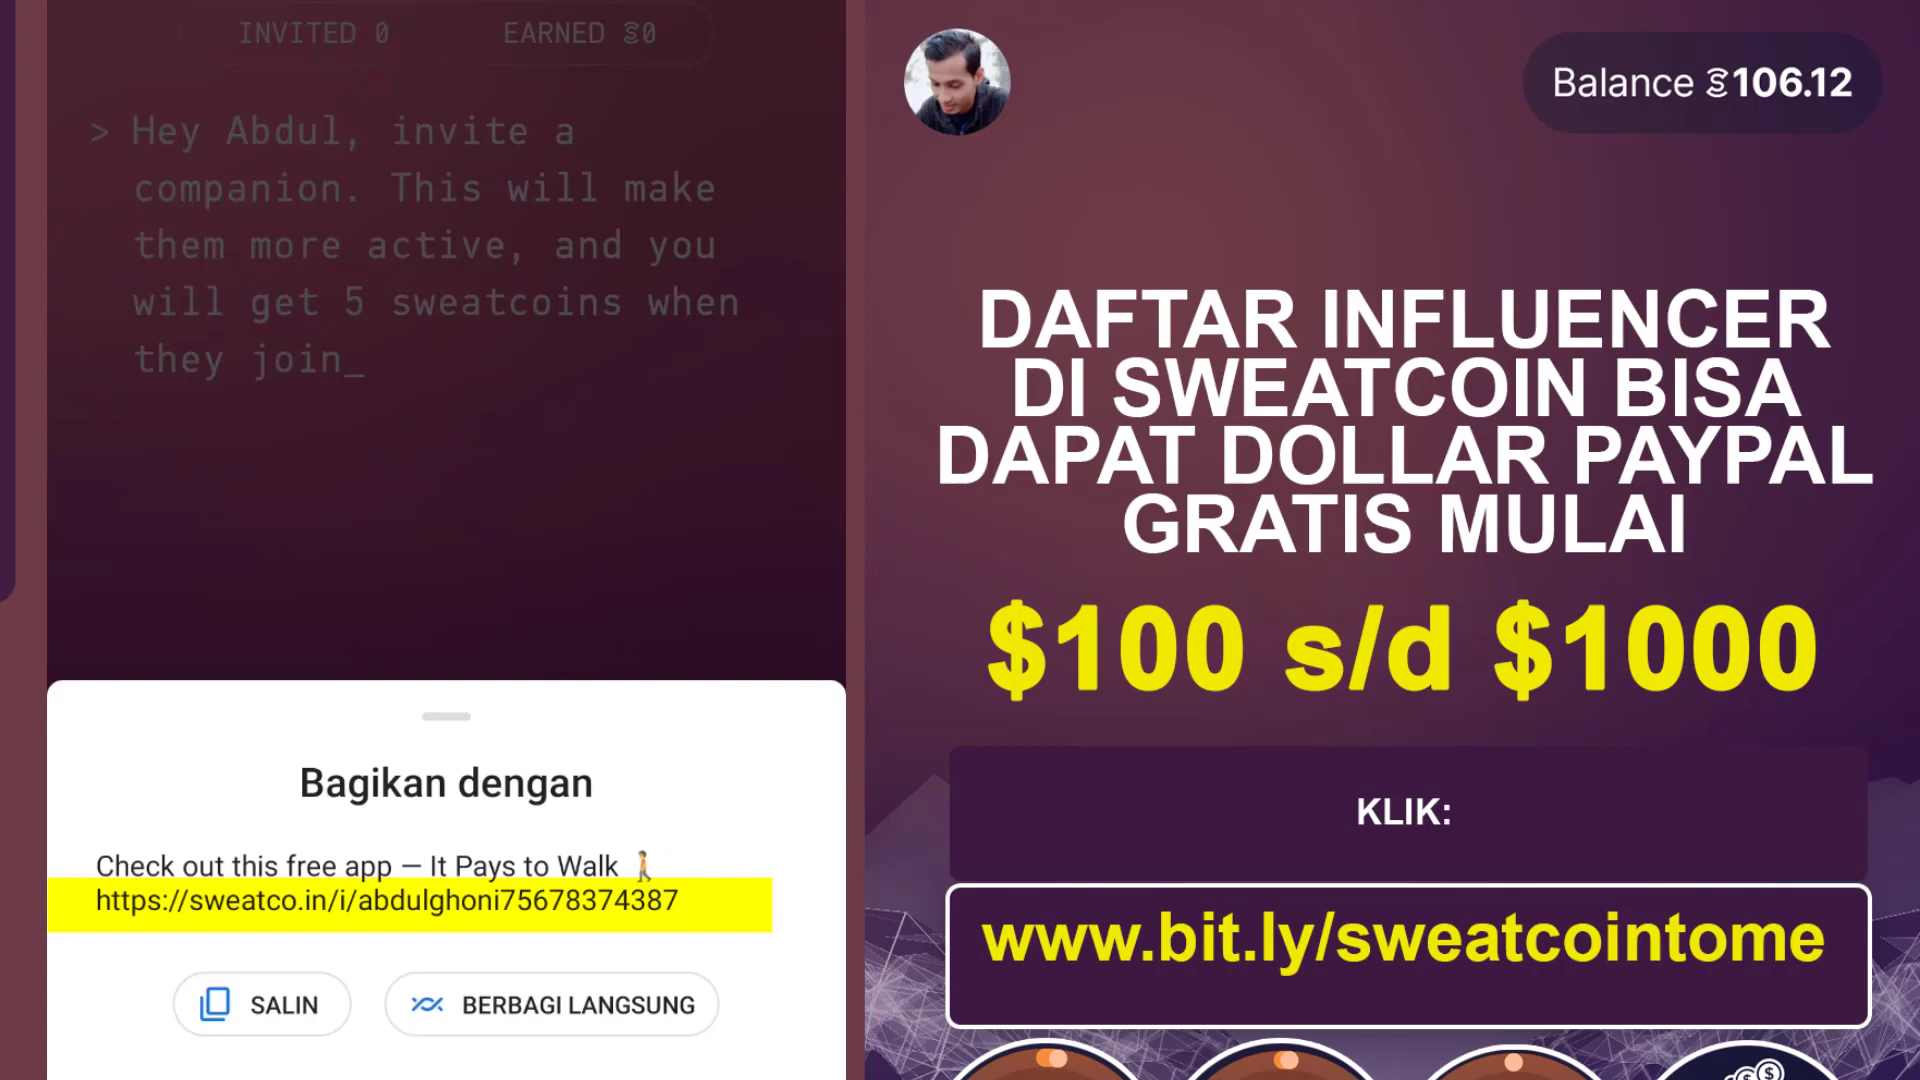 INVITED 0
EARNED 0
> Hey Abdul, invite a
companion. This will make
them more active, and you
will get 5 sweatcoins when
they join_
Bagikan dengan
Check out this free app — It Pays to Walk 🚶
https://sweatco.in/i/abdulghoni75678374387
SALIN
BERBAGI LANGSUNG
Balance 106.12
DAFTAR INFLUENCER
DI SWEATCOIN BISA
DAPAT DOLLAR PAYPAL
GRATIS MULAI
$100 s/d $1000
KLIK:
www.bit.ly/sweatcointome